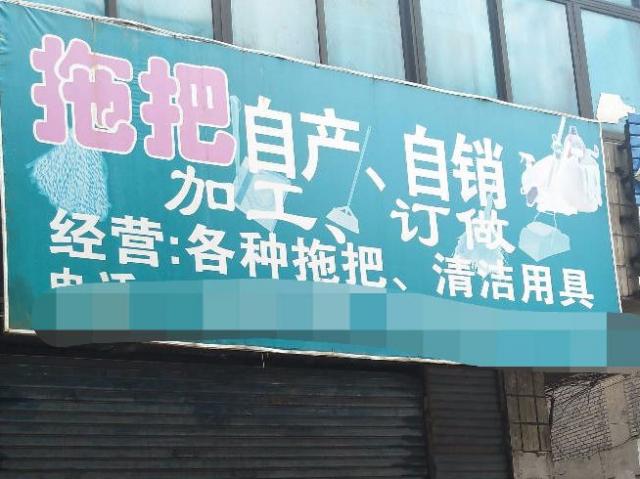 拖把自产、自销
加工、订做
经营:各种拖把、清洁用具